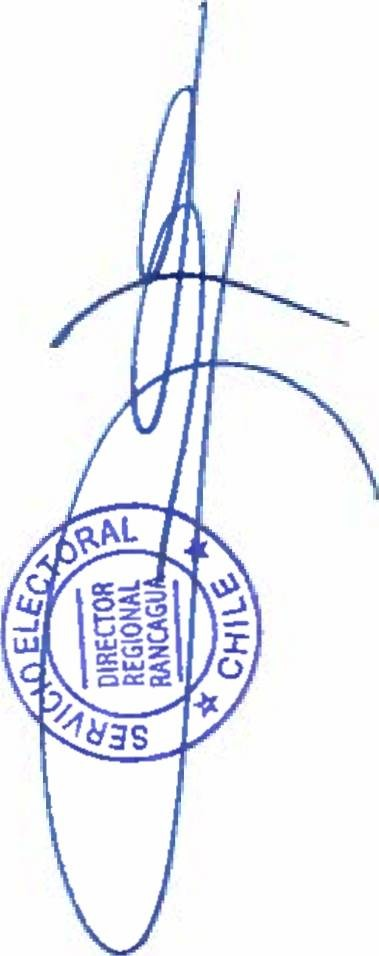 SERVICIO ELECTORAL
DIRECTOR
REGIONAL
RANCAGUA
★ CHILE ★